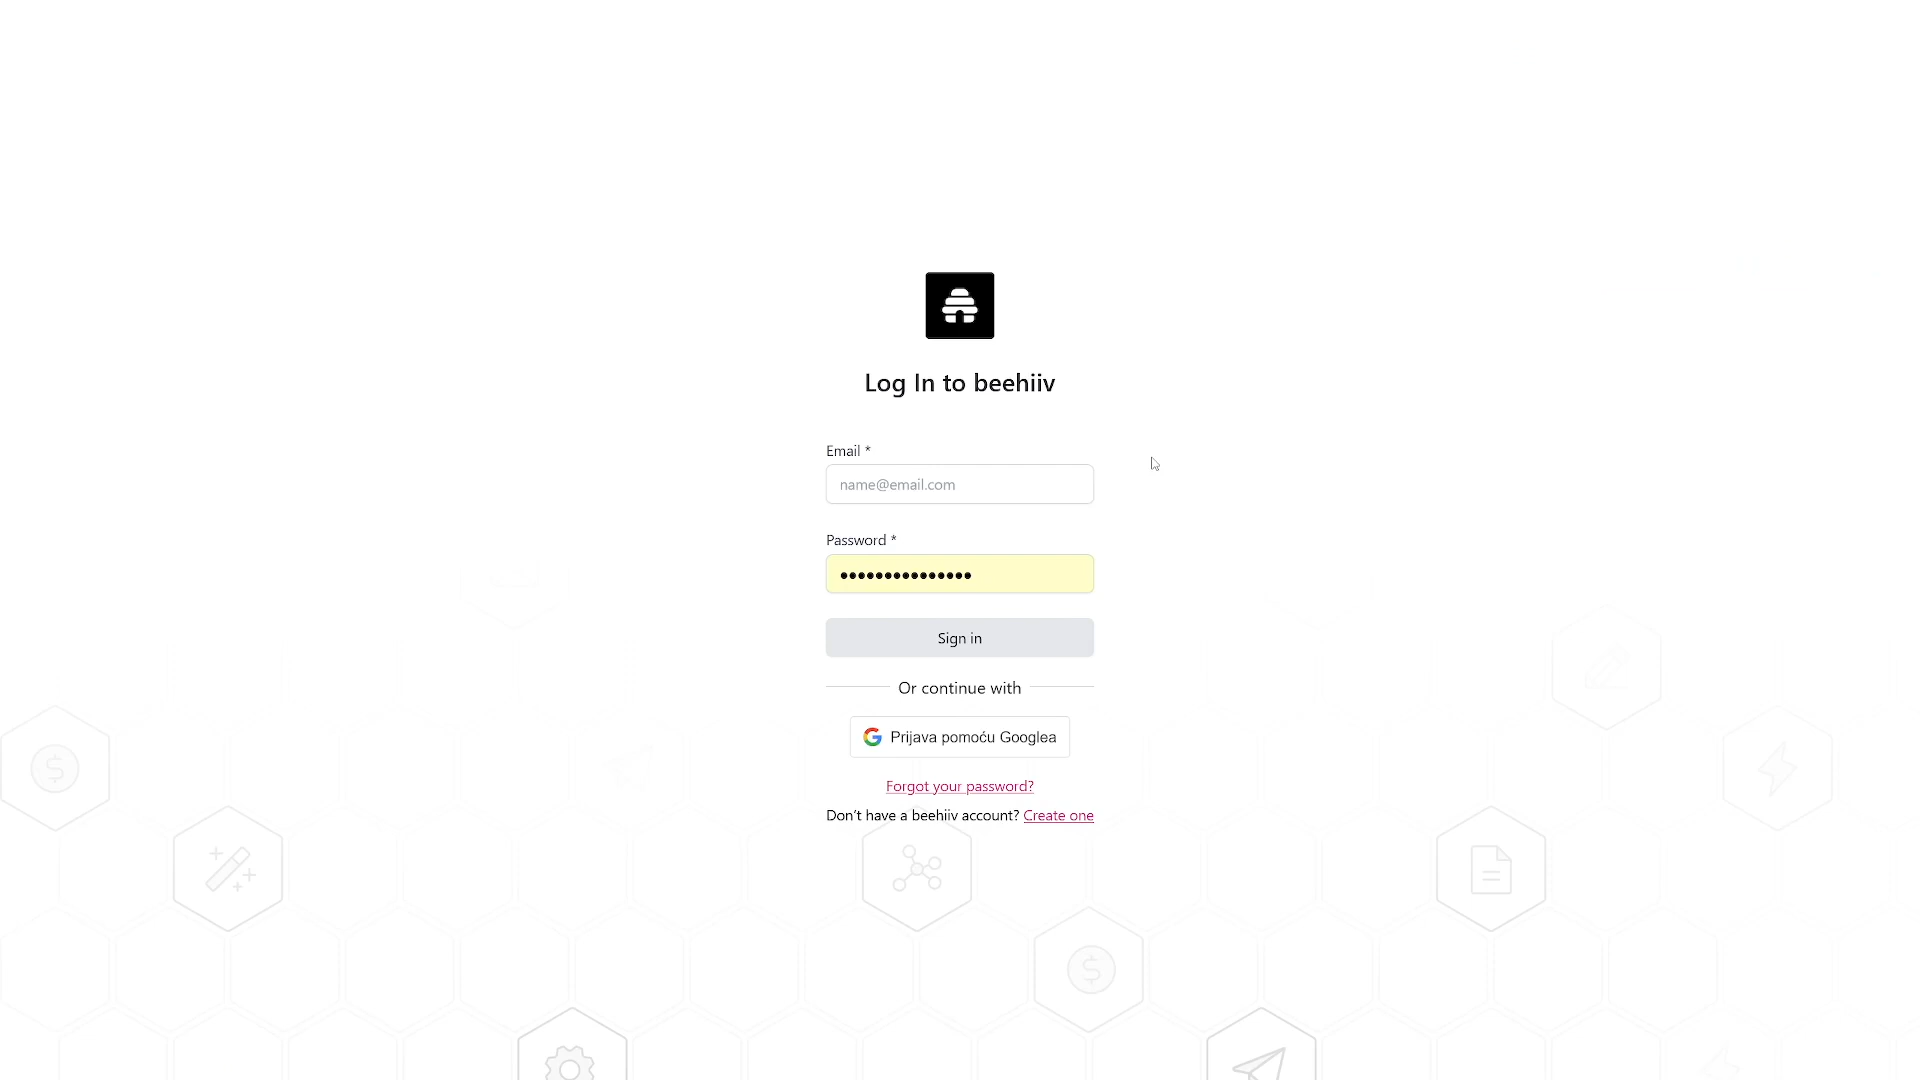 Log In to beehiiv
Email *
name@email.com
Password *
Sign in
Or continue with
Prijava pomoću Googlea
Forgot your password?
Don't have a beehiiv account? Create one